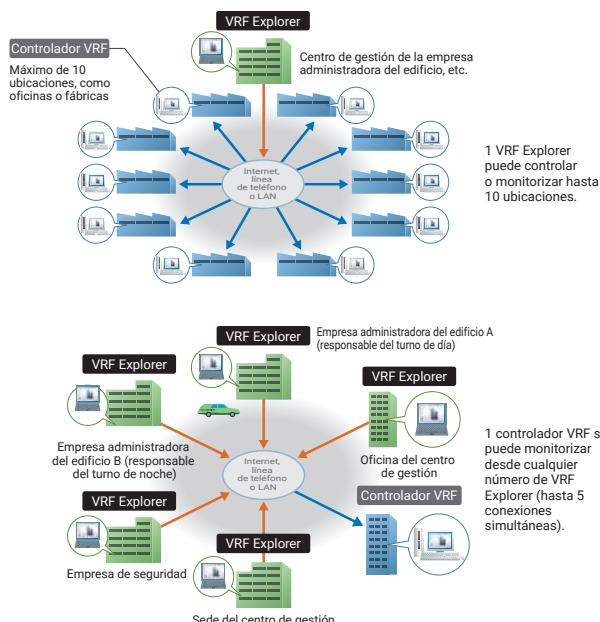 VRF Explorer
Controlador VRF
Máximo de 10
ubicaciones, como
oficinas o fábricas
Centro de gestión de la empresa
administradora del edificio, etc.
Internet,
línea
de teléfono
o LAN
1 VRF Explorer
puede controlar
o monitorizar hasta
10 ubicaciones.
VRF Explorer
Empresa administradora del edificio A
(responsable del turno de día)
VRF Explorer
Empresa administradora
del edificio B (responsable
del turno de noche)
VRF Explorer
Oficina del centro
de gestión
Internet,
línea
de teléfono
o LAN
Controlador VRF
1 controlador VRF s
puede monitorizar
desde cualquier
número de VRF
Explorer (hasta 5
conexiones
simultáneas).
VRF Explorer
Empresa de seguridad
VRF Explorer
Sede del centro de gestión